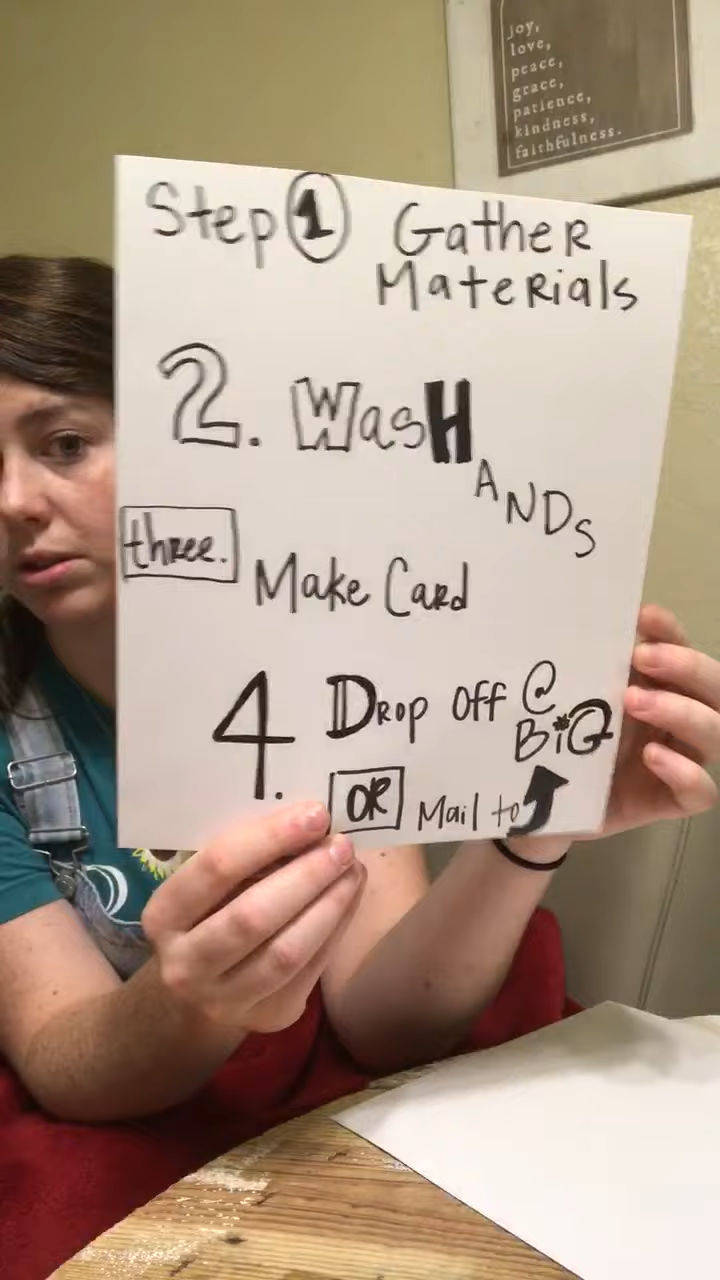 joy,
love,
peace,
grace,
patience,
kindness,
faithfulness.
Step 1 Gather
Materials
2. WasH
ANDS
three. Make Card
4. Drop Off @
BiG
OR Mail to